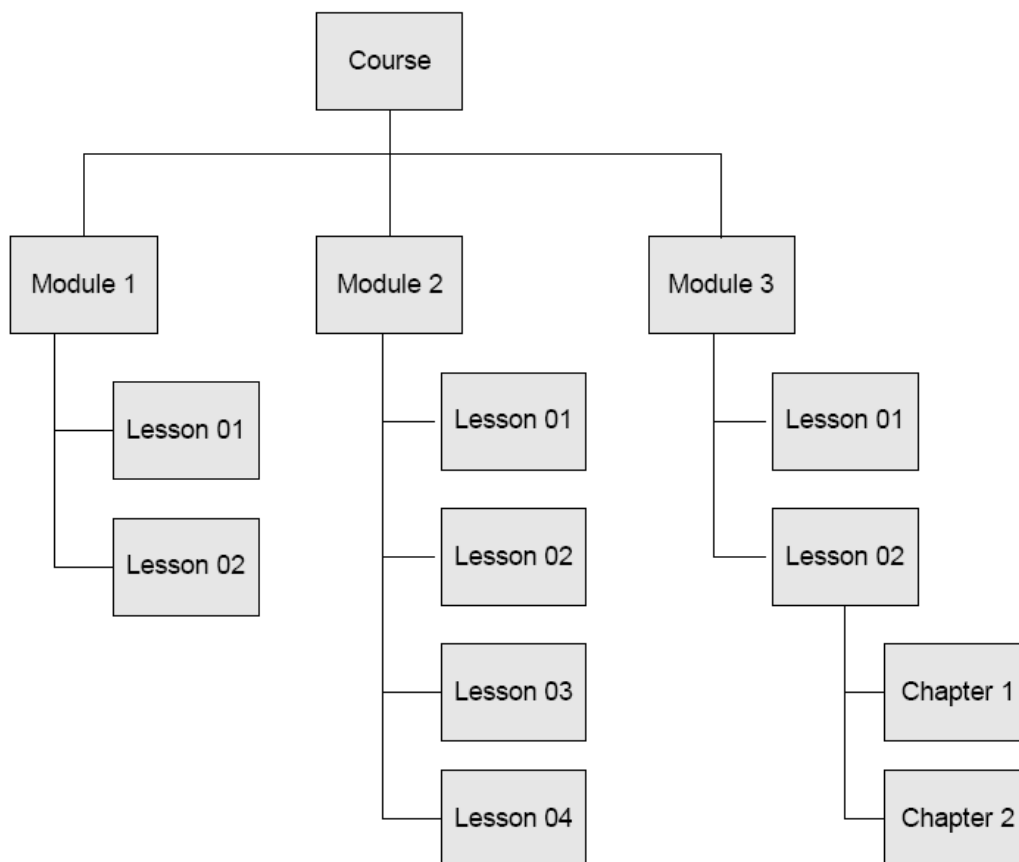 Course
Module 1
Module 2
Module 3
Lesson 01
Lesson 02
Lesson 01
Lesson 02
Lesson 03
Lesson 04
Lesson 01
Lesson 02
Chapter 1
Chapter 2